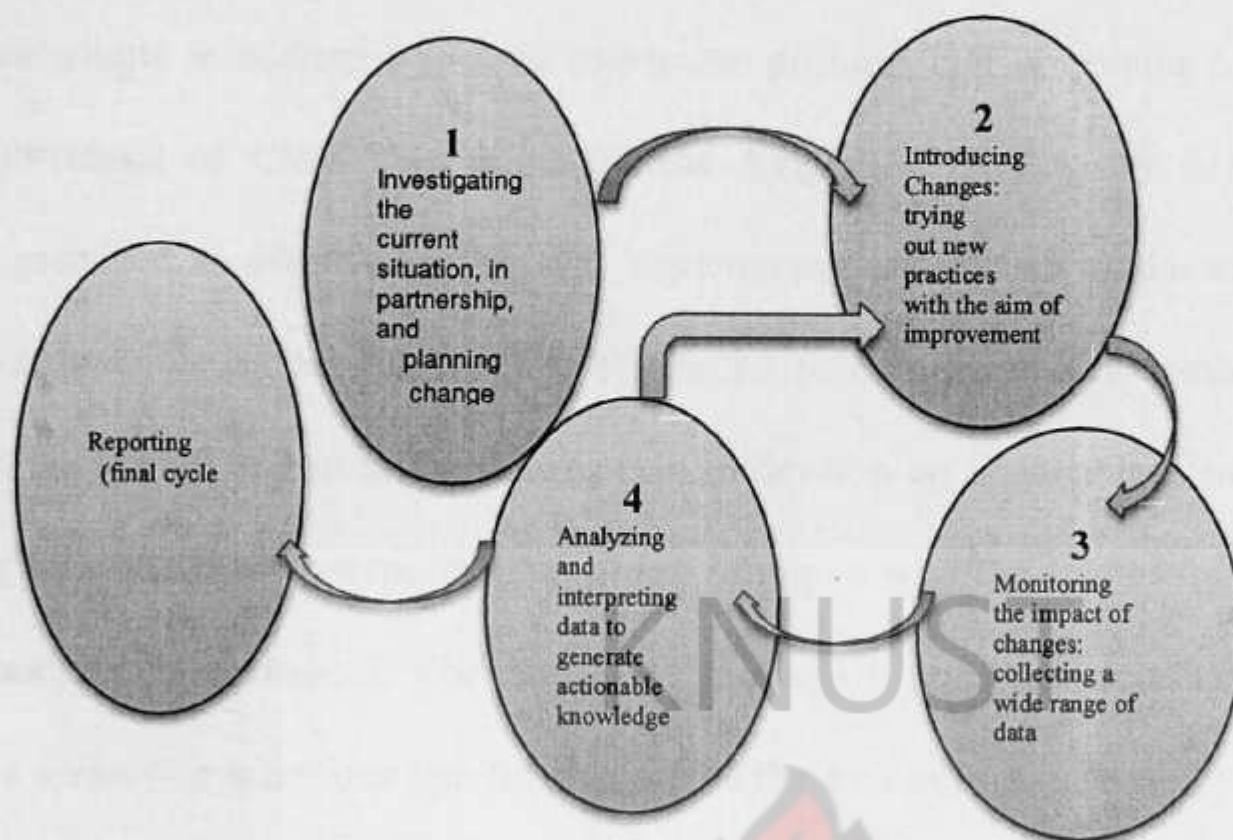 1
Investigating
the
current
situation, in
partnership,
and
planning
change
2
Introducing
Changes:
trying
out new
practices
with the aim of
improvement
3
Monitoring
the impact of
changes:
collecting a
wide range of
data
4
Analyzing
and
interpreting
data to
generate
actionable
knowledge
Reporting
(final cycle
KNUST